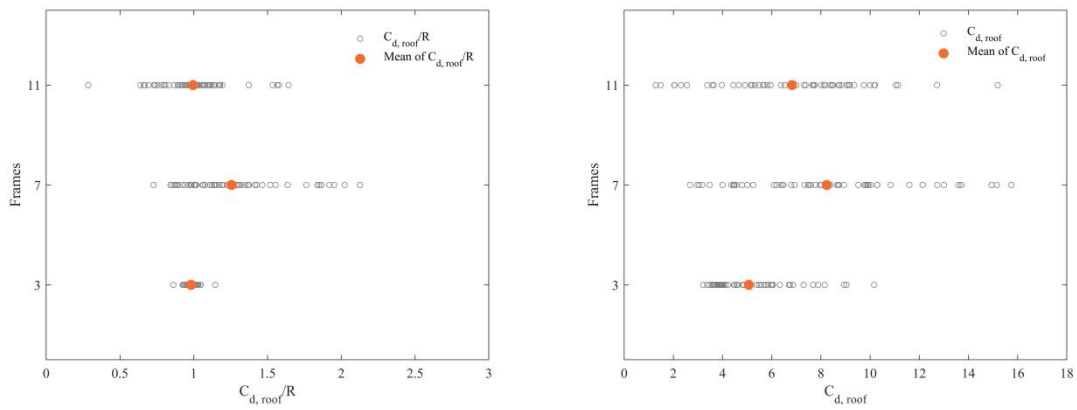 C_d, roof/R
Mean of C_d, roof/R
11
7
3
Frames
0 0.5 1 1.5 2 2.5 3
C_d, roof/R
C_d, roof
Mean of C_d, roof
11
7
3
Frames
0 2 4 6 8 10 12 14 16 18
C_d, roof